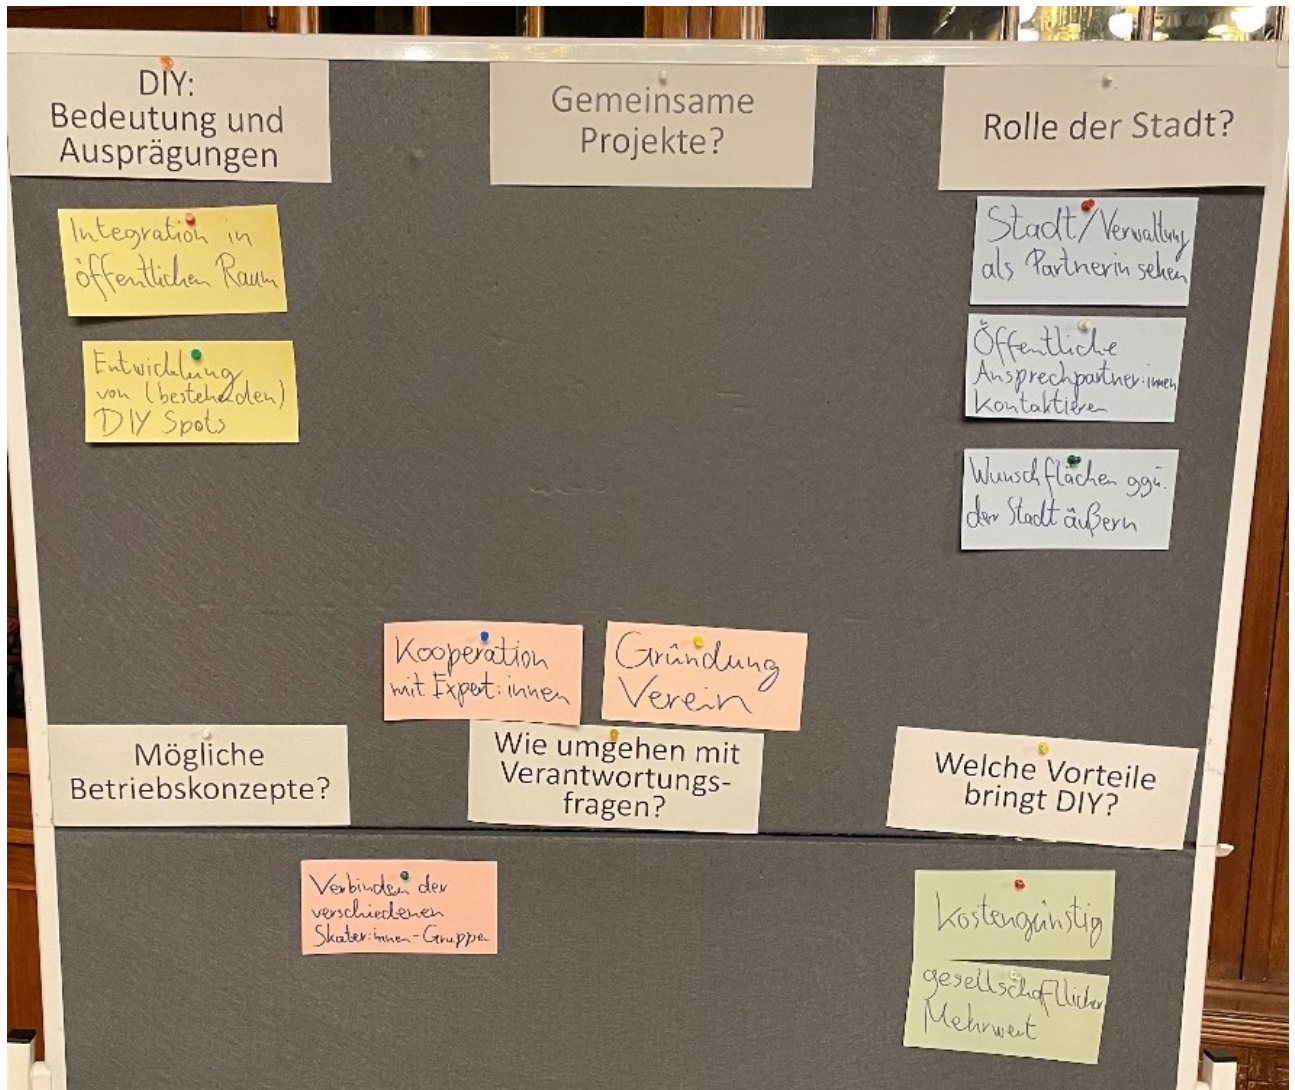 DIY:
Bedeutung und
Ausprägungen
Integration in
öffentlichen Raum
Entwicklung
von (bestehenden)
DIY Spots
Gemeinsame
Projekte?
Rolle der Stadt?
Stadt/Verwaltung
als Partnerin sehen
Öffentliche
Ansprechpartner:innen
Kontaktieren
Wunschflächen ggü.
der Stadt äußern
Kooperation
mit Expert:innen
Gründung
Verein
Mögliche
Betriebskonzepte?
Wie umgehen mit
Verantwortungs-
fragen?
Verbinden der
verschiedenen
Skater:innen-Gruppen
Welche Vorteile
bringt DIY?
Kostengünstig
gesellschaftlicher
Mehrwert